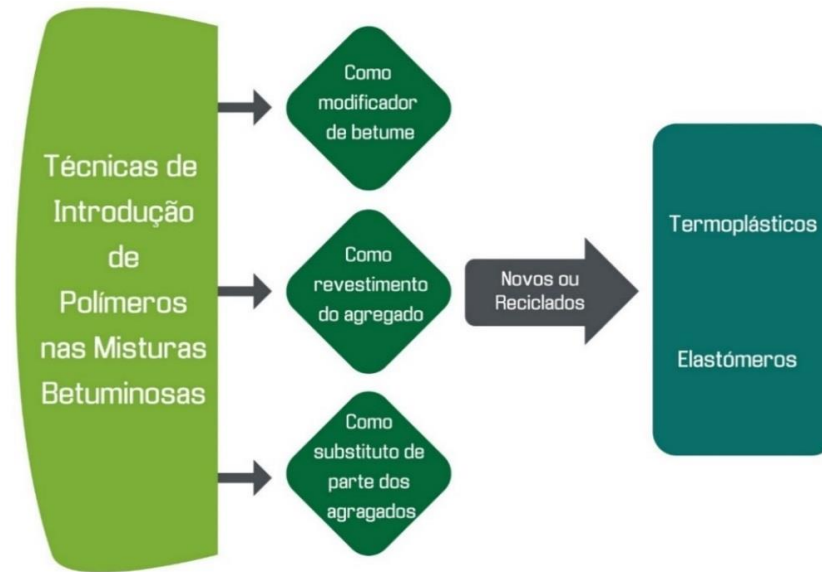 Técnicas de
Introdução
de
Polímeros
nas Misturas
Betuminosas
Como
modificador
de betume
Como
revestimento
do agregado
Como
substituto de
parte dos
agragados
Novos ou
Reciclados
Termoplásticos
Elastómeros